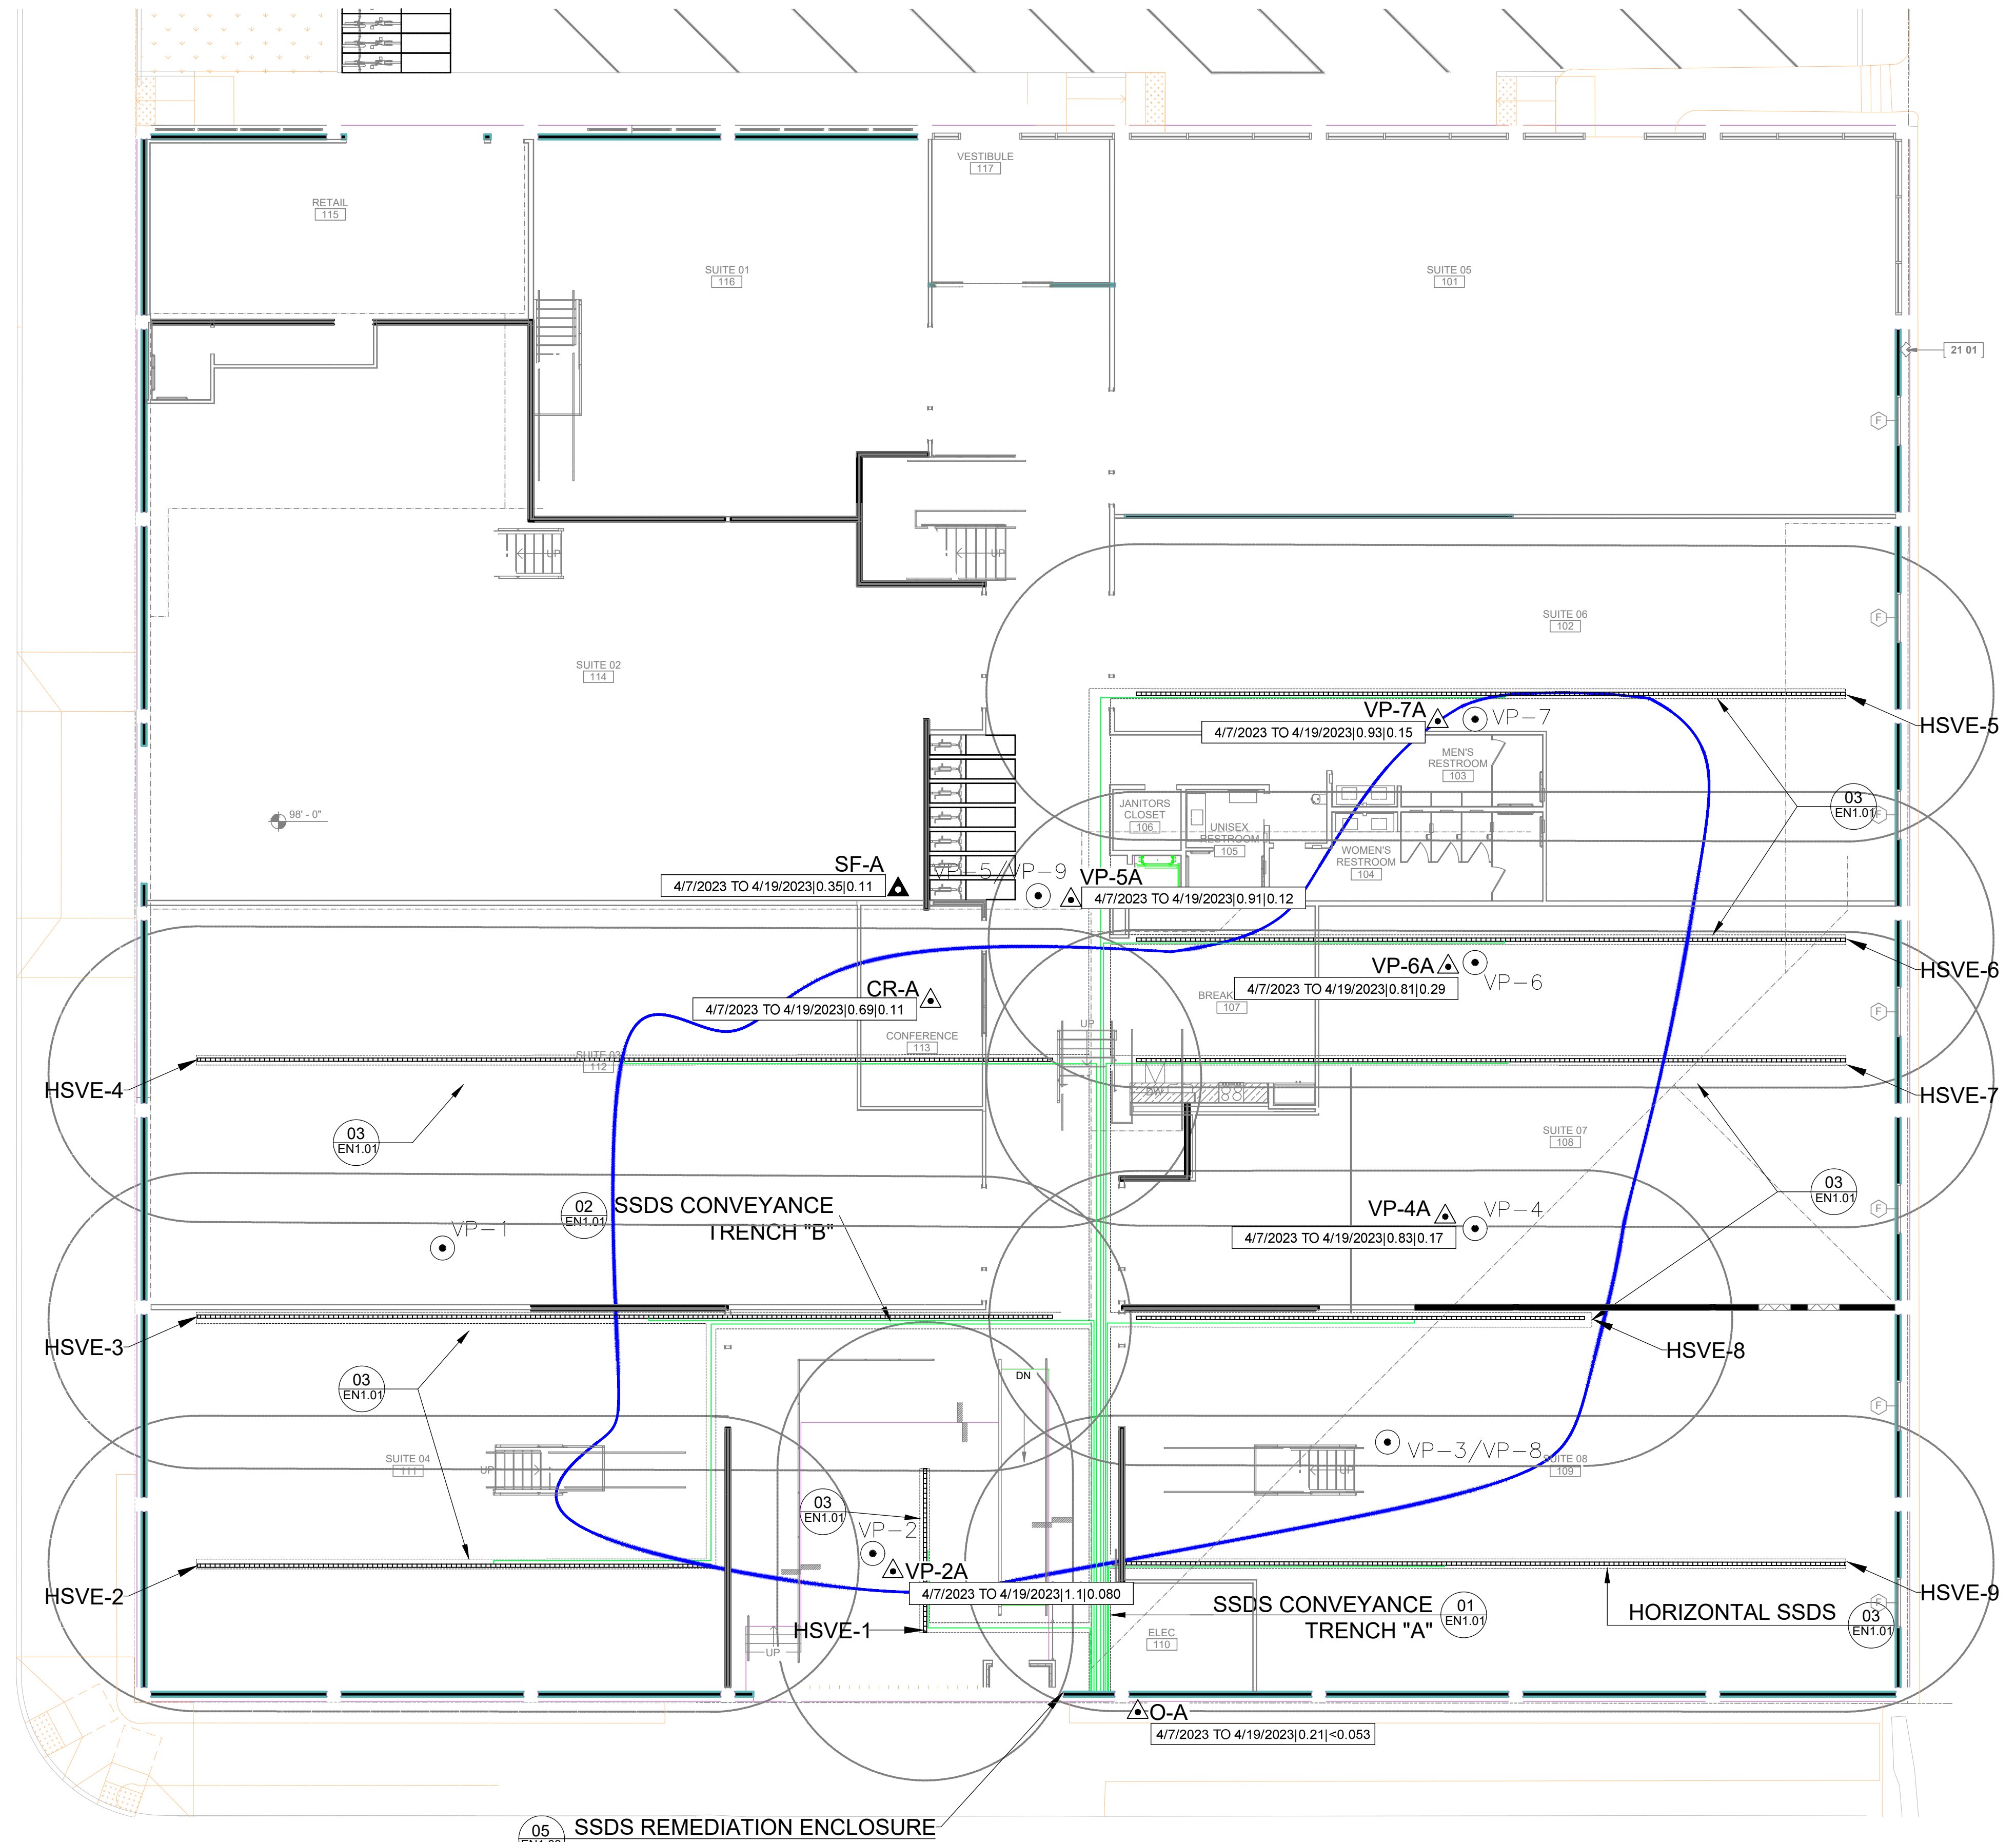 VESTIBULE
117
RETAIL
115
SUITE 01
116
SUITE 05
101
21 01
F
UP
UP
SUITE 06
102
F
SUITE 02
114
VP-7A
VP-7
HSVE-5
4/7/2023 TO 4/19/2023|0.93|0.15
MEN'S
RESTROOM
103
98' - 0"
JANITORS
CLOSET
106
UNISEX
RESTROOM
105
03
EN1.01
F
WOMEN'S
RESTROOM
104
SF-A
4/7/2023 TO 4/19/2023|0.35|0.11
VP-5/VP-9
VP-5A
4/7/2023 TO 4/19/2023|0.91|0.12
VP-6A
VP-6
HSVE-6
4/7/2023 TO 4/19/2023|0.81|0.29
CR-A
4/7/2023 TO 4/19/2023|0.69|0.11
BREAK
107
F
UP
CONFERENCE
113
SUITE 03
112
HSVE-4
HSVE-7
DW
03
EN1.01
SUITE 07
108
03
EN1.01
02
EN1.01
SSDS CONVEYANCE
TRENCH "B"
VP-1
VP-4A
VP-4
F
4/7/2023 TO 4/19/2023|0.83|0.17
HSVE-3
HSVE-8
03
EN1.01
DN
F
VP-3/VP-8
SUITE 04
111
UP
UP
SUITE 08
109
03
EN1.01
VP-2
VP-2A
4/7/2023 TO 4/19/2023|1.1|0.080
HSVE-2
HSVE-9
SSDS CONVEYANCE
TRENCH "A"
01
EN1.01
HORIZONTAL SSDS
F
03
EN1.01
HSVE-1
UP
ELEC
110
O-A
4/7/2023 TO 4/19/2023|0.21|<0.053
05
SSDS REMEDIATION ENCLOSURE